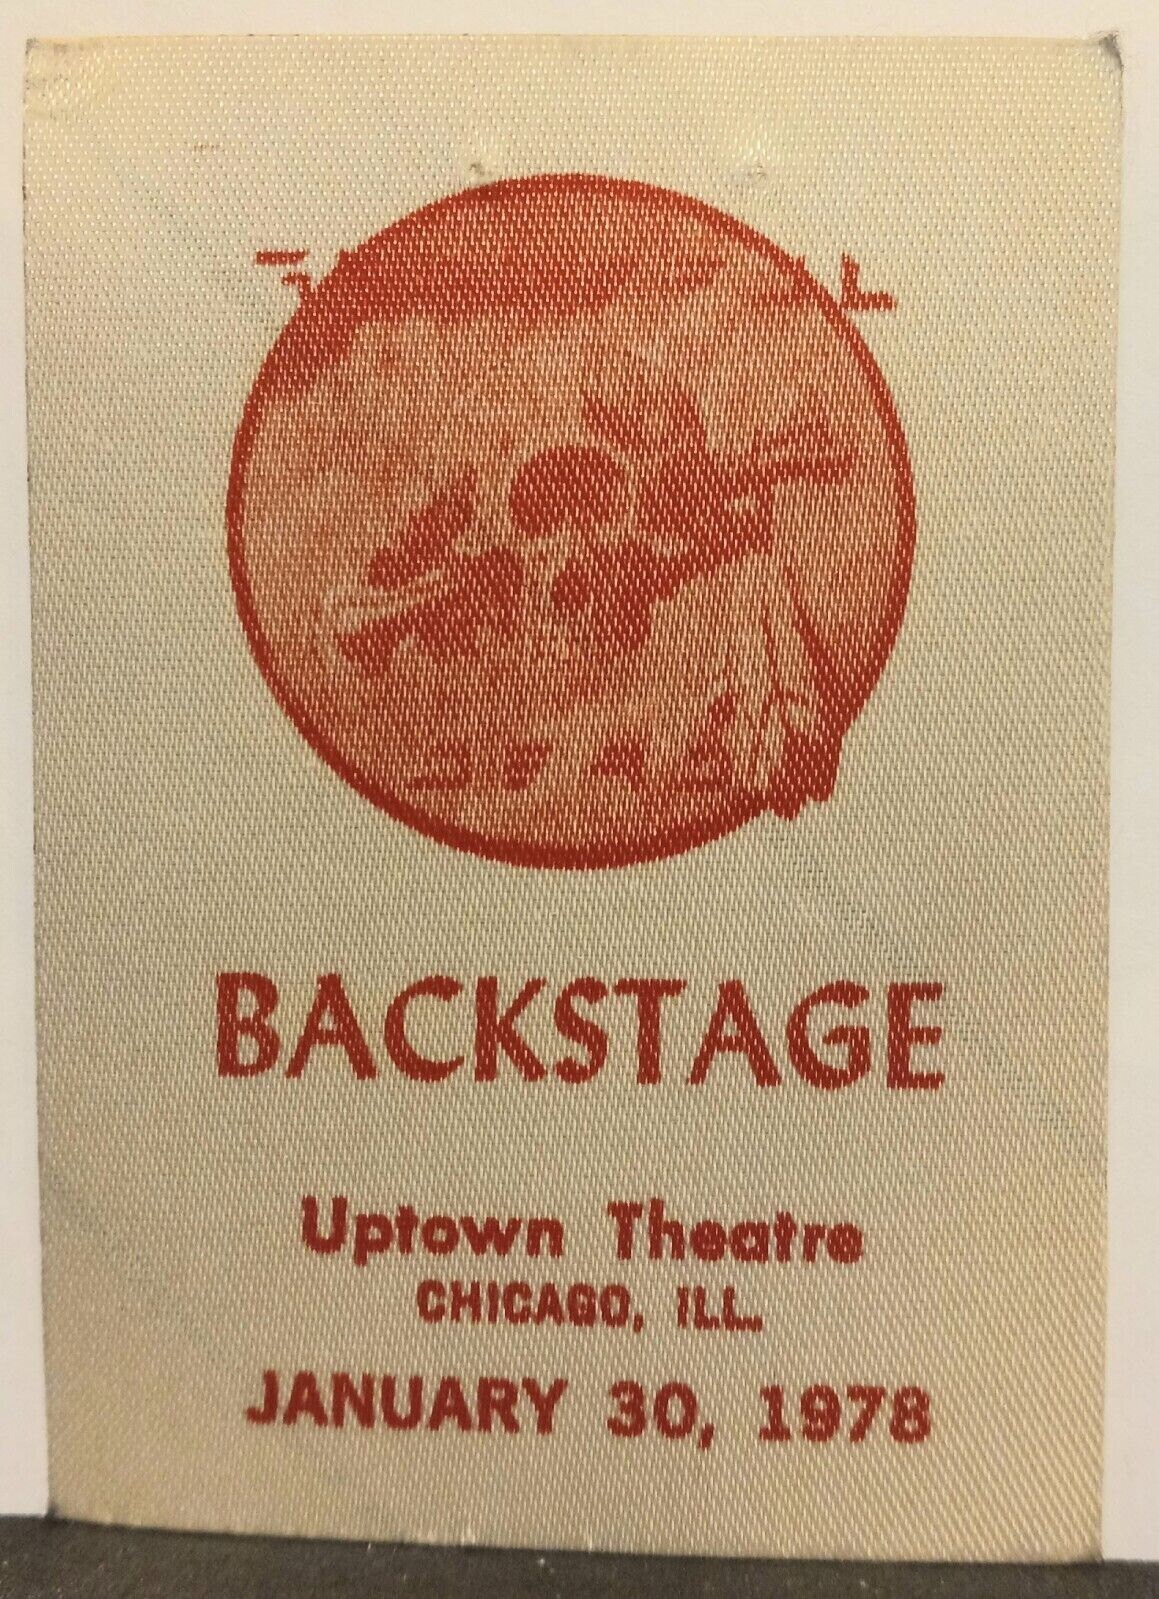 BACKSTAGE
Uptown Theatre
CHICAGO, ILL.
JANUARY 30, 1978